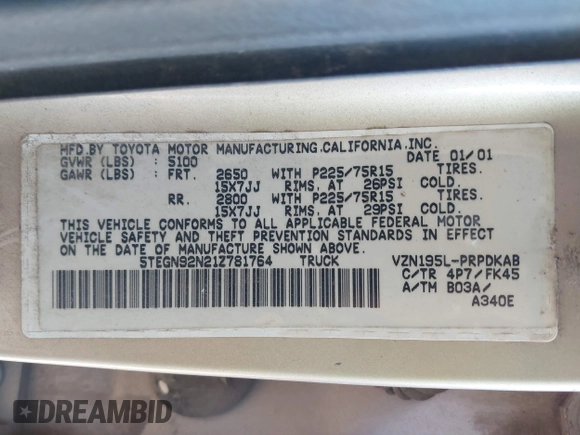 MFD.BY TOYOTA MOTOR MANUFACTURING.CALIFORNIA,INC.
GVWR (LBS) : 5100 DATE 01/01
GAWR (LBS) : FRT. 2650 WITH P225/75R15 TIRES.
15X7JJ RIMS, AT 26PSI COLD.
RR. 2800 WITH P225/75R15 TIRES.
15X7JJ RIMS, AT 29PSI COLD.
THIS VEHICLE CONFORMS TO ALL APPLICABLE FEDERAL MOTOR
VEHICLE SAFETY AND THEFT PREVENTION STANDARDS IN EFFECT
ON THE DATE OF MANUFACTURE SHOWN ABOVE.
5TEGN92N21Z781764 TRUCK VZN195L-PRPDKAB
C/TR 4P7/FK45
A/TM B03A/
A340E
DREAMBID